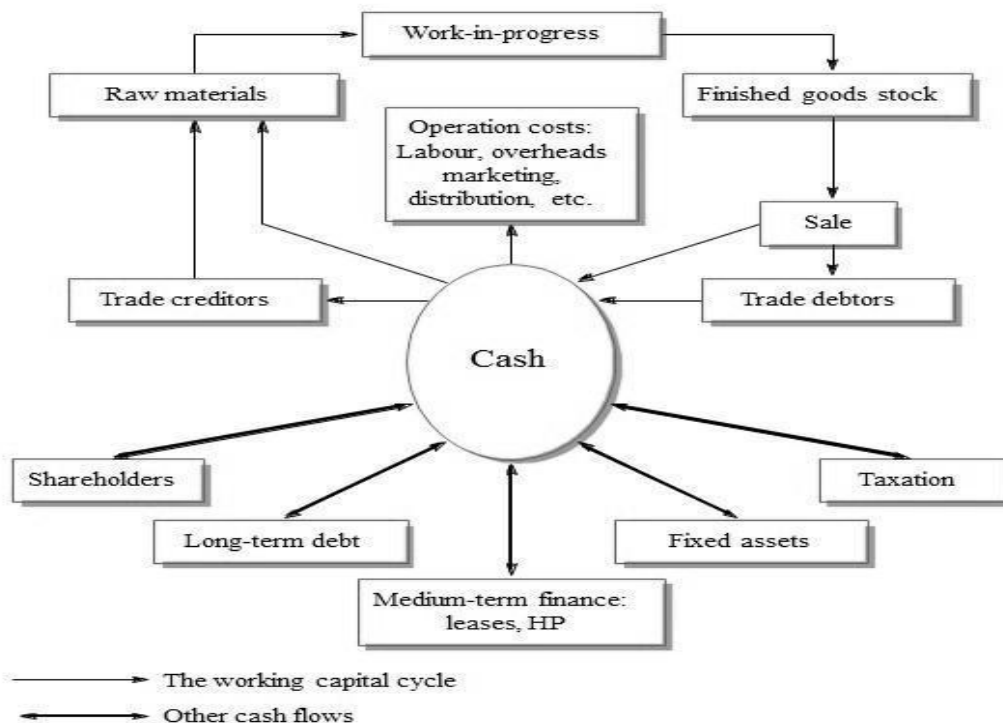 Work-in-progress
Raw materials
Finished goods stock
Operation costs:
Labour, overheads
marketing,
distribution, etc.
Sale
Trade creditors
Trade debtors
Cash
Shareholders
Taxation
Long-term debt
Fixed assets
Medium-term finance:
leases, HP
The working capital cycle
Other cash flows